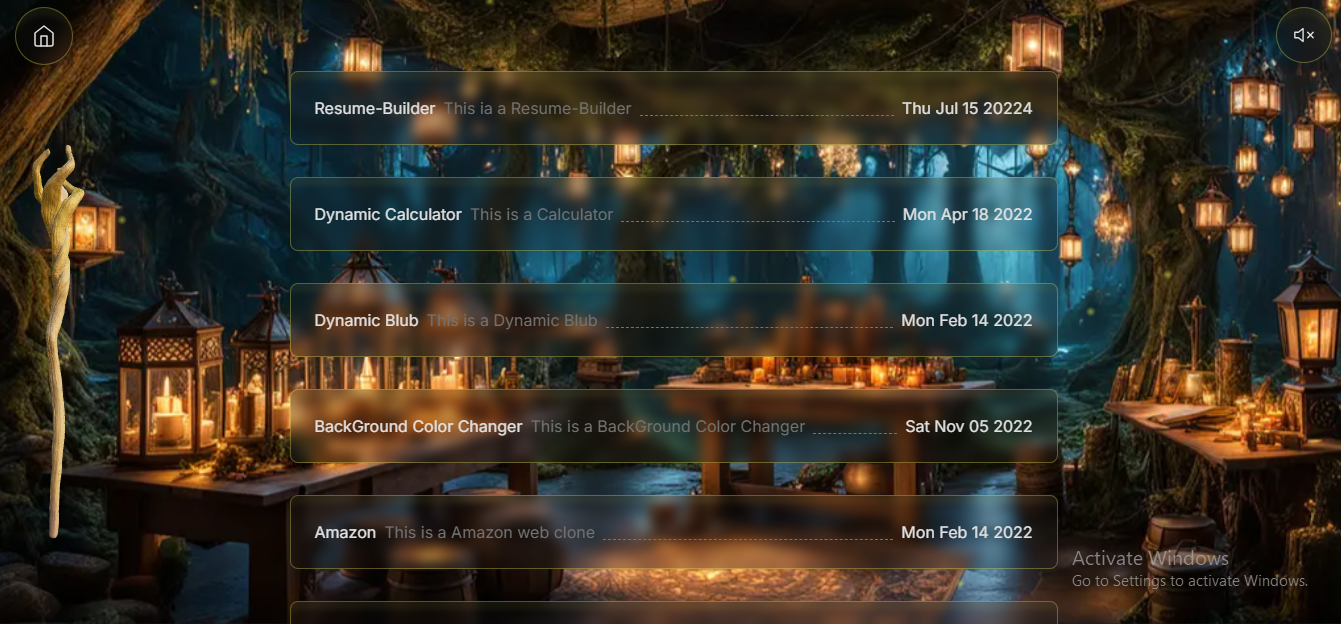 Resume-Builder This is a Resume-Builder Thu Jul 15 20224
Dynamic Calculator This is a Calculator Mon Apr 18 2022
Dynamic Blub This is a Dynamic Blub Mon Feb 14 2022
BackGround Color Changer This is a BackGround Color Changer Sat Nov 05 2022
Amazon This is a Amazon web clone Mon Feb 14 2022
Activate Windows
Go to Settings to activate Windows.